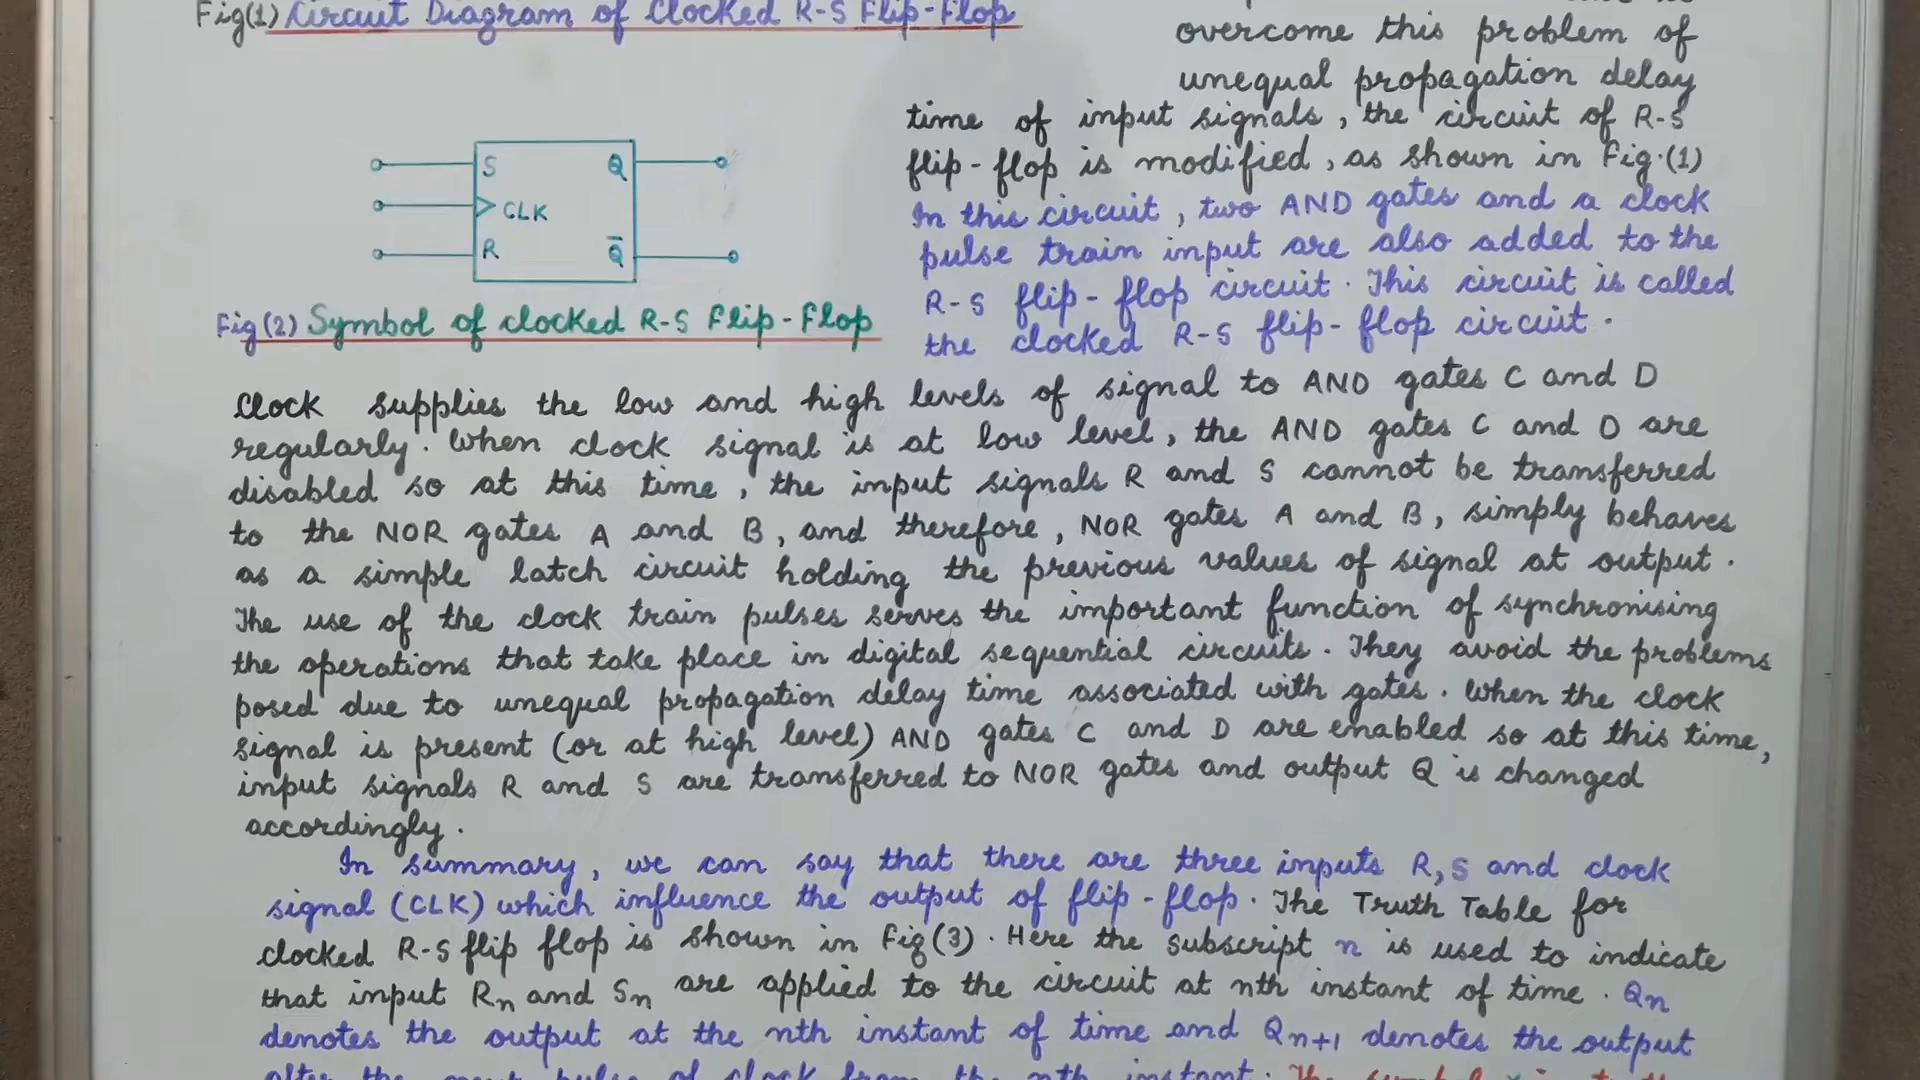 Fig(1) Circuit Diagram of Clocked R-S Flip-Flop
overcome this problem of
unequal propagation delay
time of input signals, the circuit of R-S
flip-flop is modified, as shown in Fig.(1)
In this circuit, two AND gates and a clock
pulse train input are also added to the
R-S flip-flop circuit. This circuit is called
the clocked R-S flip-flop circuit.
S Q
CLK
R Q̅
Fig(2) Symbol of clocked R-S Flip-Flop
Clock supplies the low and high levels of signal to AND gates C and D
regularly. When clock signal is at low level, the AND gates C and D are
disabled so at this time, the input signals R and S cannot be transferred
to the NOR gates A and B, and therefore, NOR gates A and B, simply behaves
as a simple latch circuit holding the previous values of signal at output.
The use of the clock train pulses serves the important function of synchronising
the operations that take place in digital sequential circuits. They avoid the problems
posed due to unequal propagation delay time associated with gates. When the clock
signal is present (or at high level) AND gates C and D are enabled so at this time,
input signals R and S are transferred to NOR gates and output Q is changed
accordingly.
In summary, we can say that there are three inputs R, S and clock
signal (CLK) which influence the output of flip-flop. The Truth Table for
clocked R-S flip flop is shown in Fig(3). Here the subscript n is used to indicate
that input Rn and Sn are applied to the circuit at nth instant of time. Qn
denotes the output at the nth instant of time and Qn+1 denotes the output
after the next pulse of clock from the nth instant. The